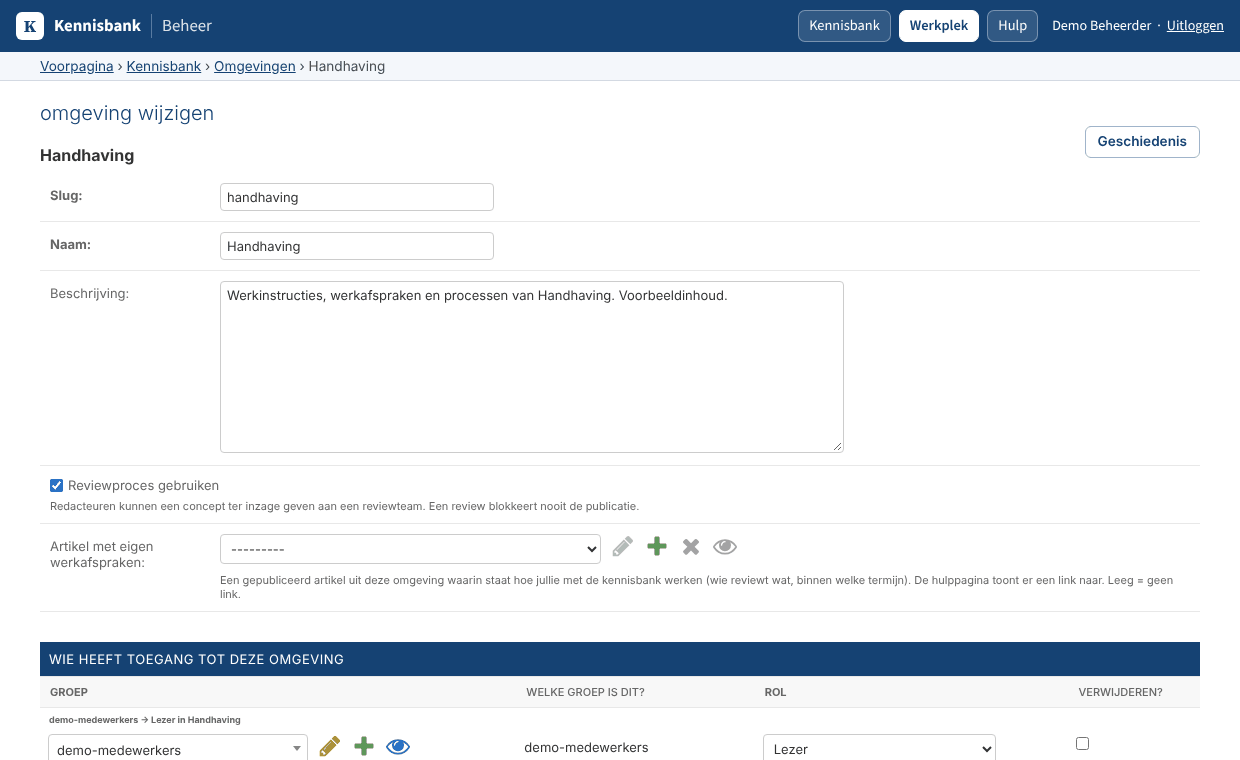 K Kennisbank Beheer Kennisbank Werkplek Hulp Demo Beheerder · Uitloggen
Voorpagina › Kennisbank › Omgevingen › Handhaving
omgeving wijzigen
Geschiedenis
Handhaving
Slug: handhaving
Naam: Handhaving
Beschrijving: Werkinstructies, werkafspraken en processen van Handhaving. Voorbeeldinhoud.
Reviewproces gebruiken
Redacteuren kunnen een concept ter inzage geven aan een reviewteam. Een review blokkeert nooit de publicatie.
Artikel met eigen werkafspraken: ---------
Een gepubliceerd artikel uit deze omgeving waarin staat hoe jullie met de kennisbank werken (wie reviewt wat, binnen welke termijn). De hulppagina toont er een link naar. Leeg = geen
link.
WIE HEEFT TOEGANG TOT DEZE OMGEVING
GROEP WELKE GROEP IS DIT? ROL VERWIJDEREN?
demo-medewerkers → Lezer in Handhaving
demo-medewerkers demo-medewerkers Lezer